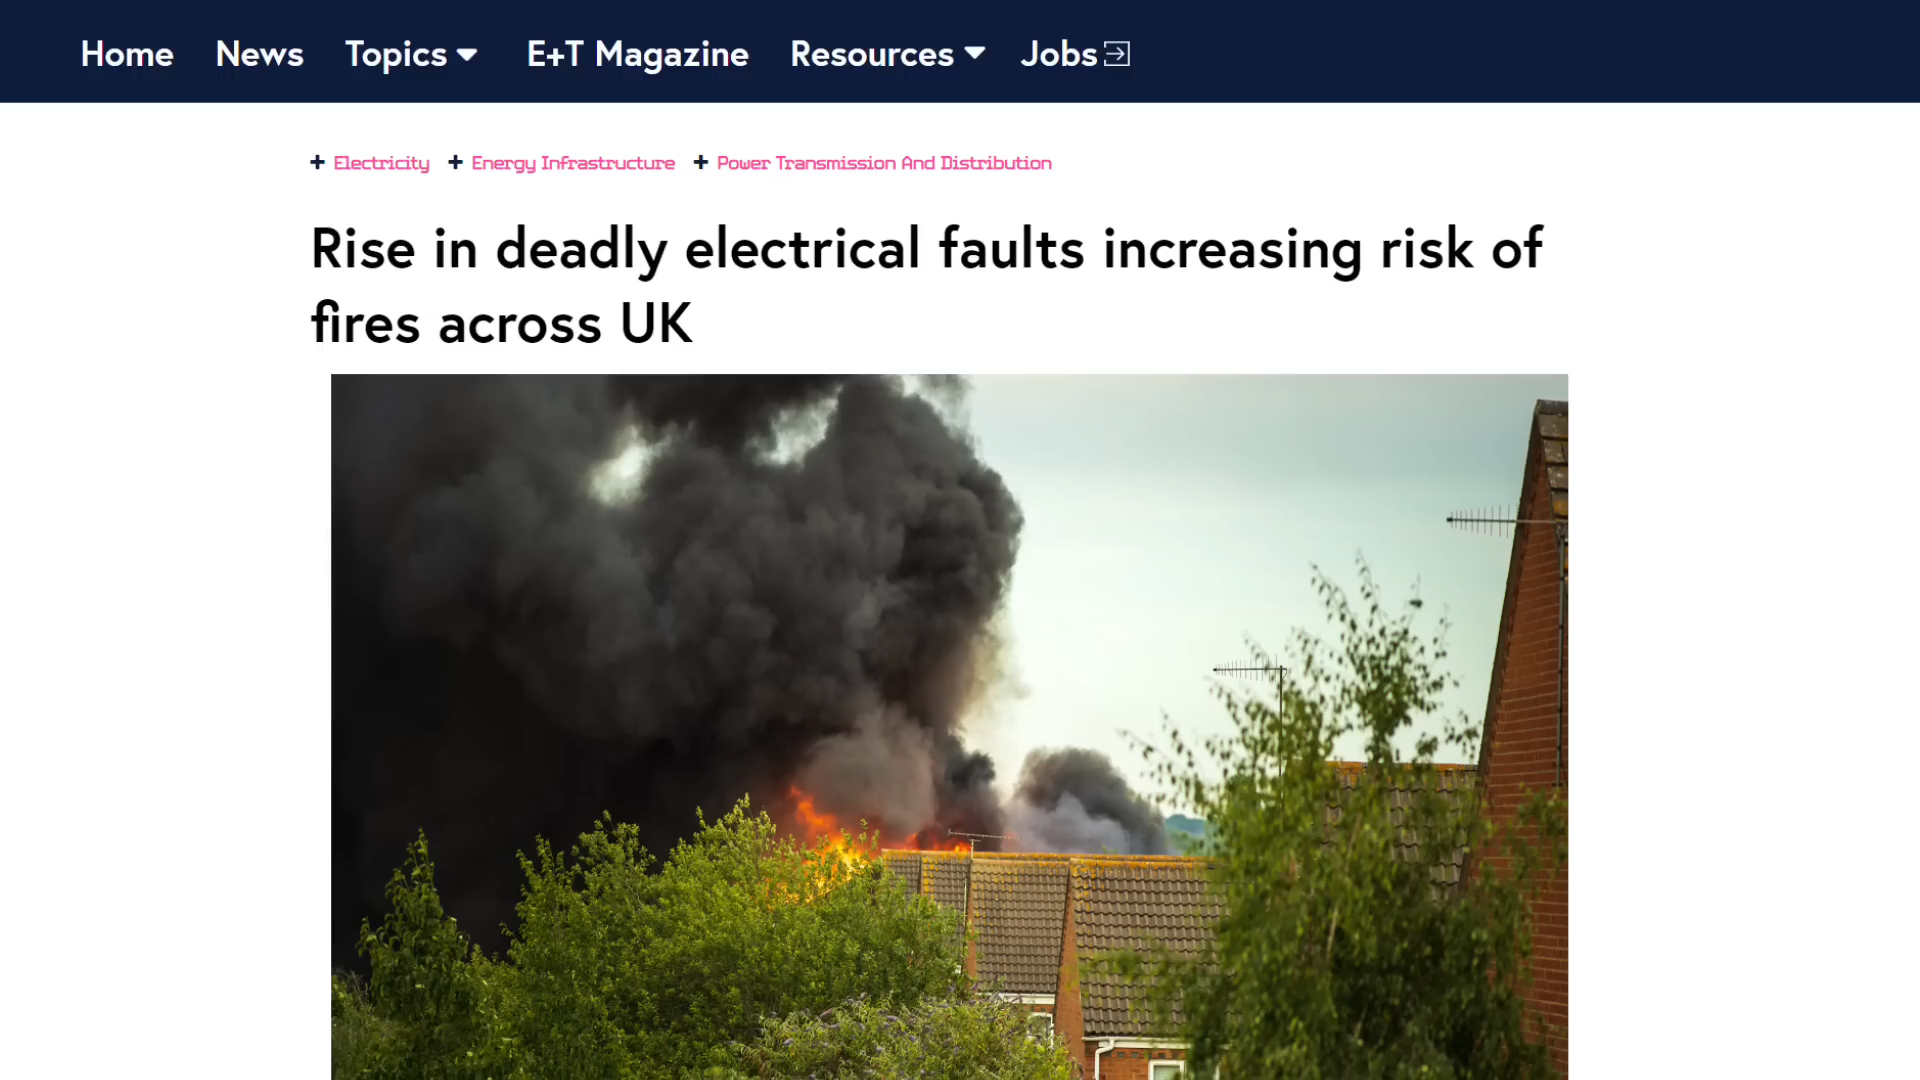 Home News Topics E+T Magazine Resources Jobs
+ Electricity + Energy Infrastructure + Power Transmission And Distribution
Rise in deadly electrical faults increasing risk of
fires across UK